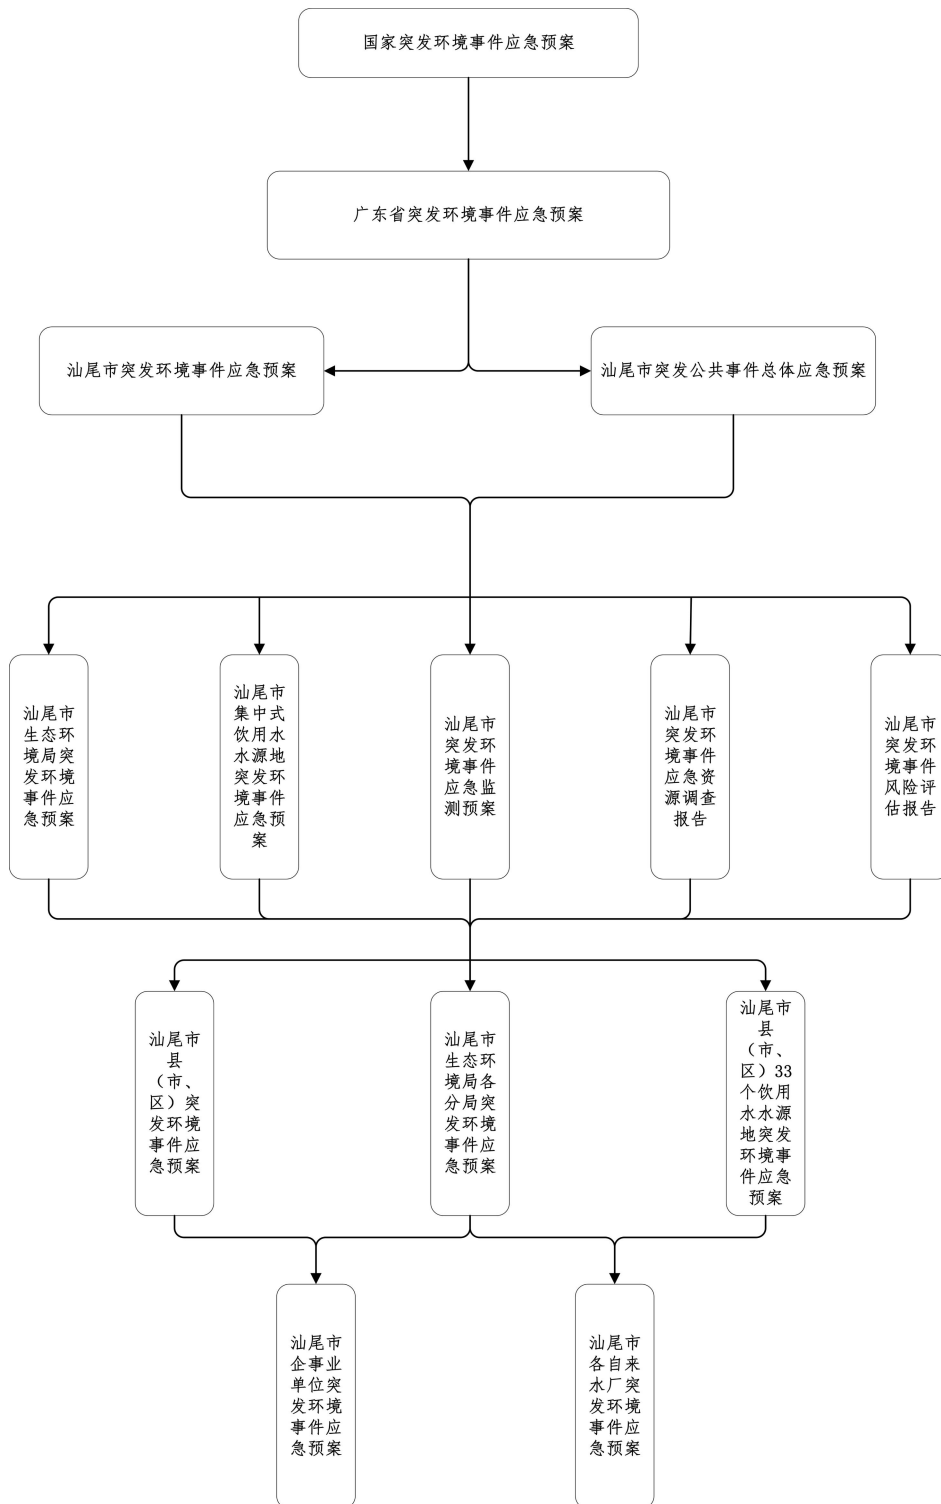 国家突发环境事件应急预案
广东省突发环境事件应急预案
汕尾市突发环境事件应急预案
汕尾市突发公共事件总体应急预案
汕尾市
生态环
境局突
发环境
事件应
急预案
汕尾市
集中式
饮用水
水源地
突发环
境事件
应急预
案
汕尾市
突发环
境事件
应急监
测预案
汕尾市
突发环
境事件
应急资
源调查
报告
汕尾市
突发环
境事件
风险评
估报告
汕尾市
县
（市、
区）突
发环境
事件应
急预案
汕尾市
生态环
境局各
分局突
发环境
事件应
急预案
汕尾市
县
（市、
区）33
个饮用
水水源
地突发
环境事
件应急
预案
汕尾市
企事业
单位突
发环境
事件应
急预案
汕尾市
各自来
水厂突
发环境
事件应
急预案